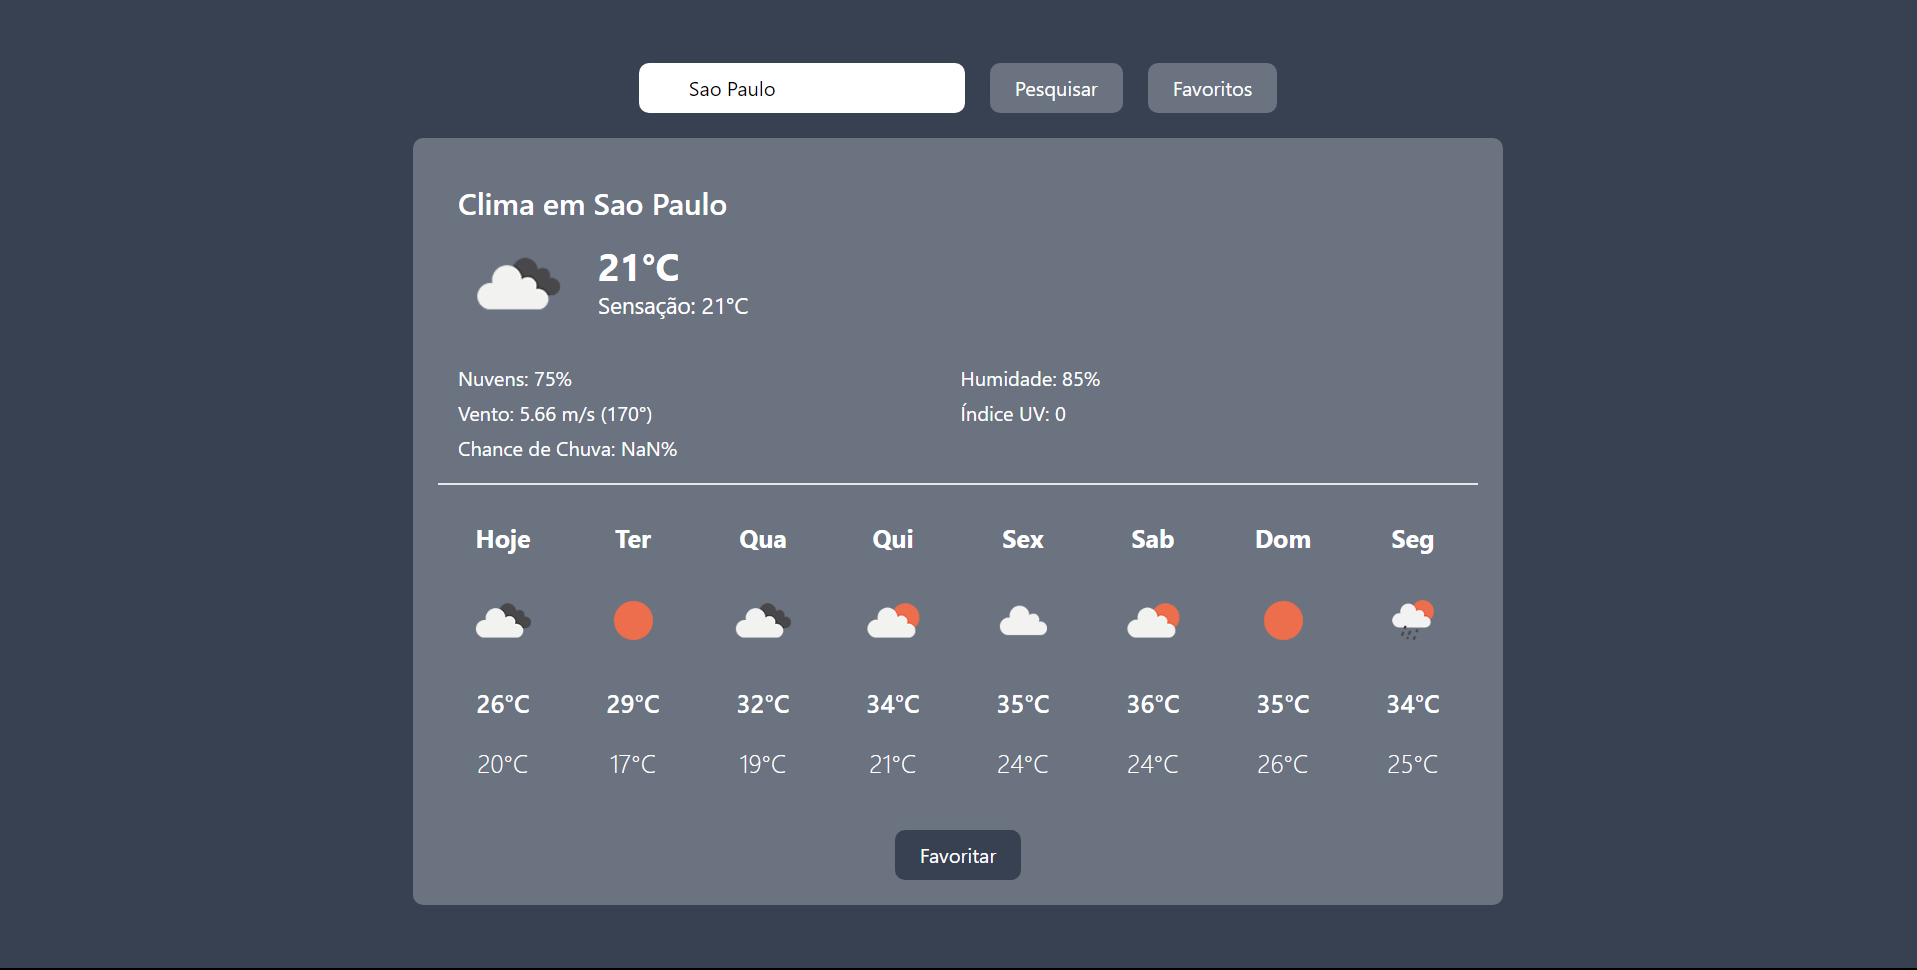 Sao Paulo Pesquisar Favoritos
Clima em Sao Paulo
21°C
Sensação: 21°C
Nuvens: 75% Humidade: 85%
Vento: 5.66 m/s (170°) Índice UV: 0
Chance de Chuva: NaN%
Hoje Ter Qua Qui Sex Sab Dom Seg
26°C 29°C 32°C 34°C 35°C 36°C 35°C 34°C
20°C 17°C 19°C 21°C 24°C 24°C 26°C 25°C
Favoritar